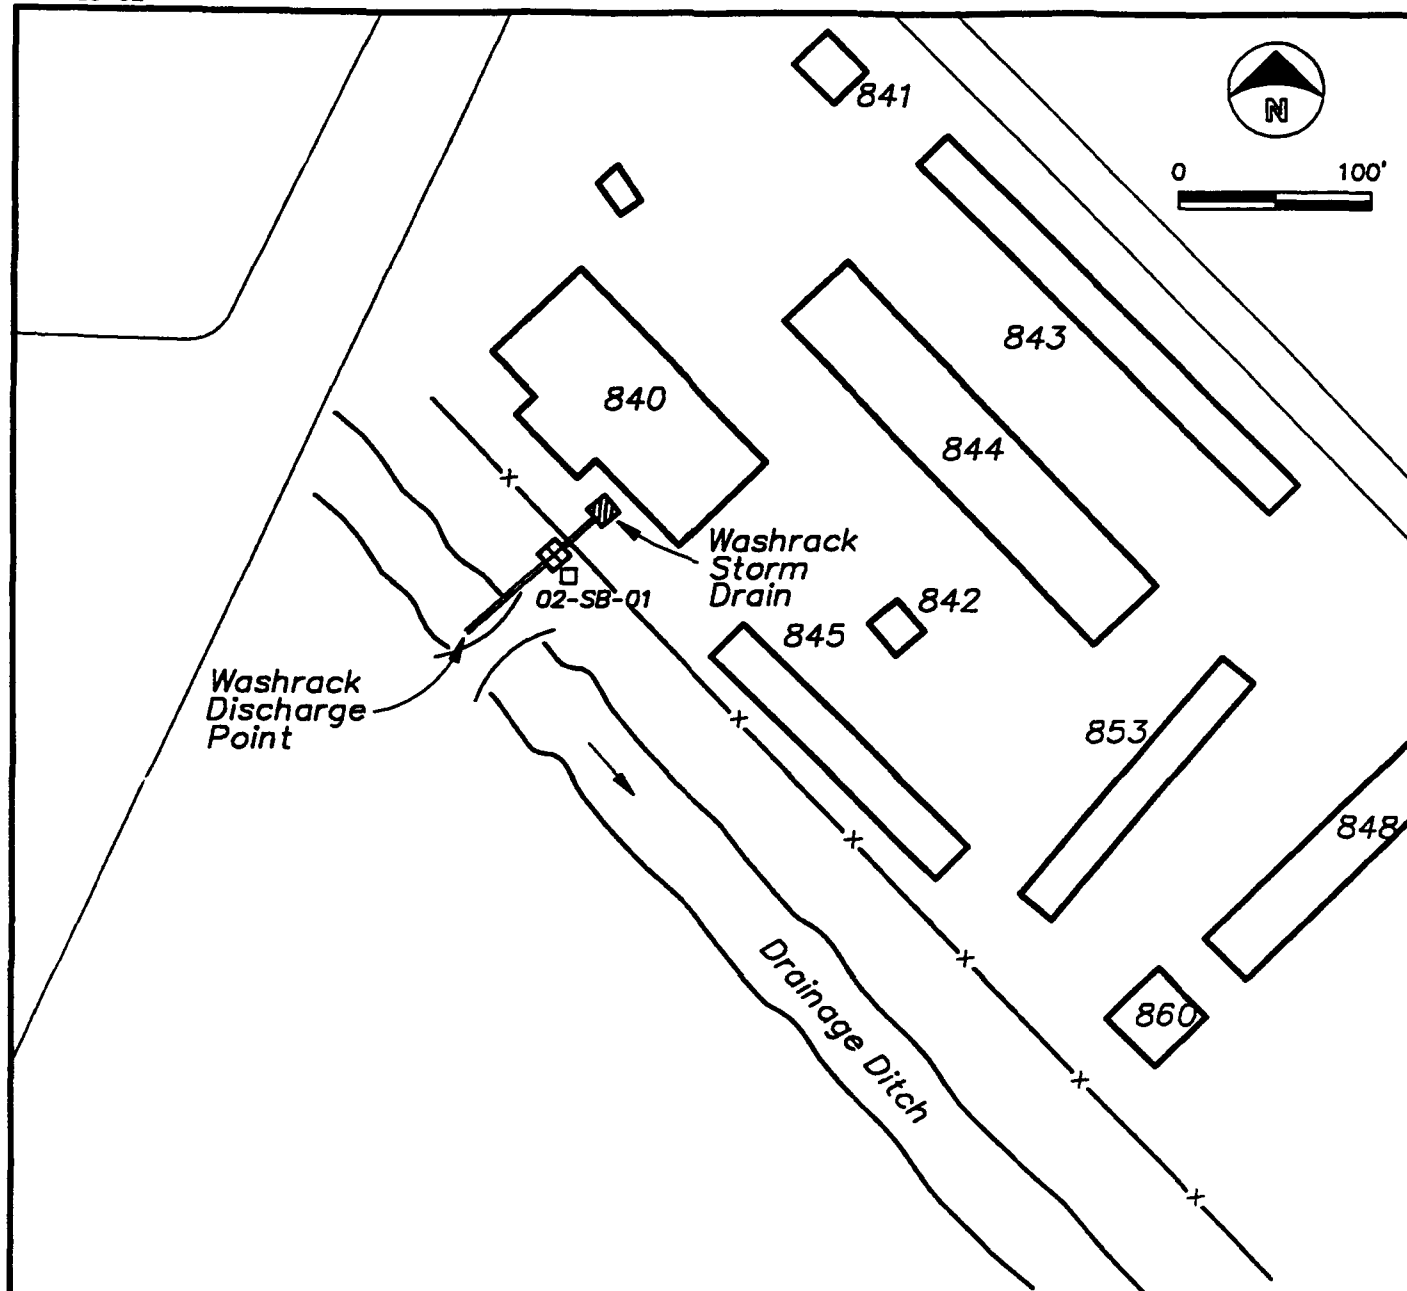 841
N
0 100'
843
840
844
Washrack
Storm
Drain
02-SB-01
842
845
Washrack
Discharge
Point
853
848
Drainage Ditch
860